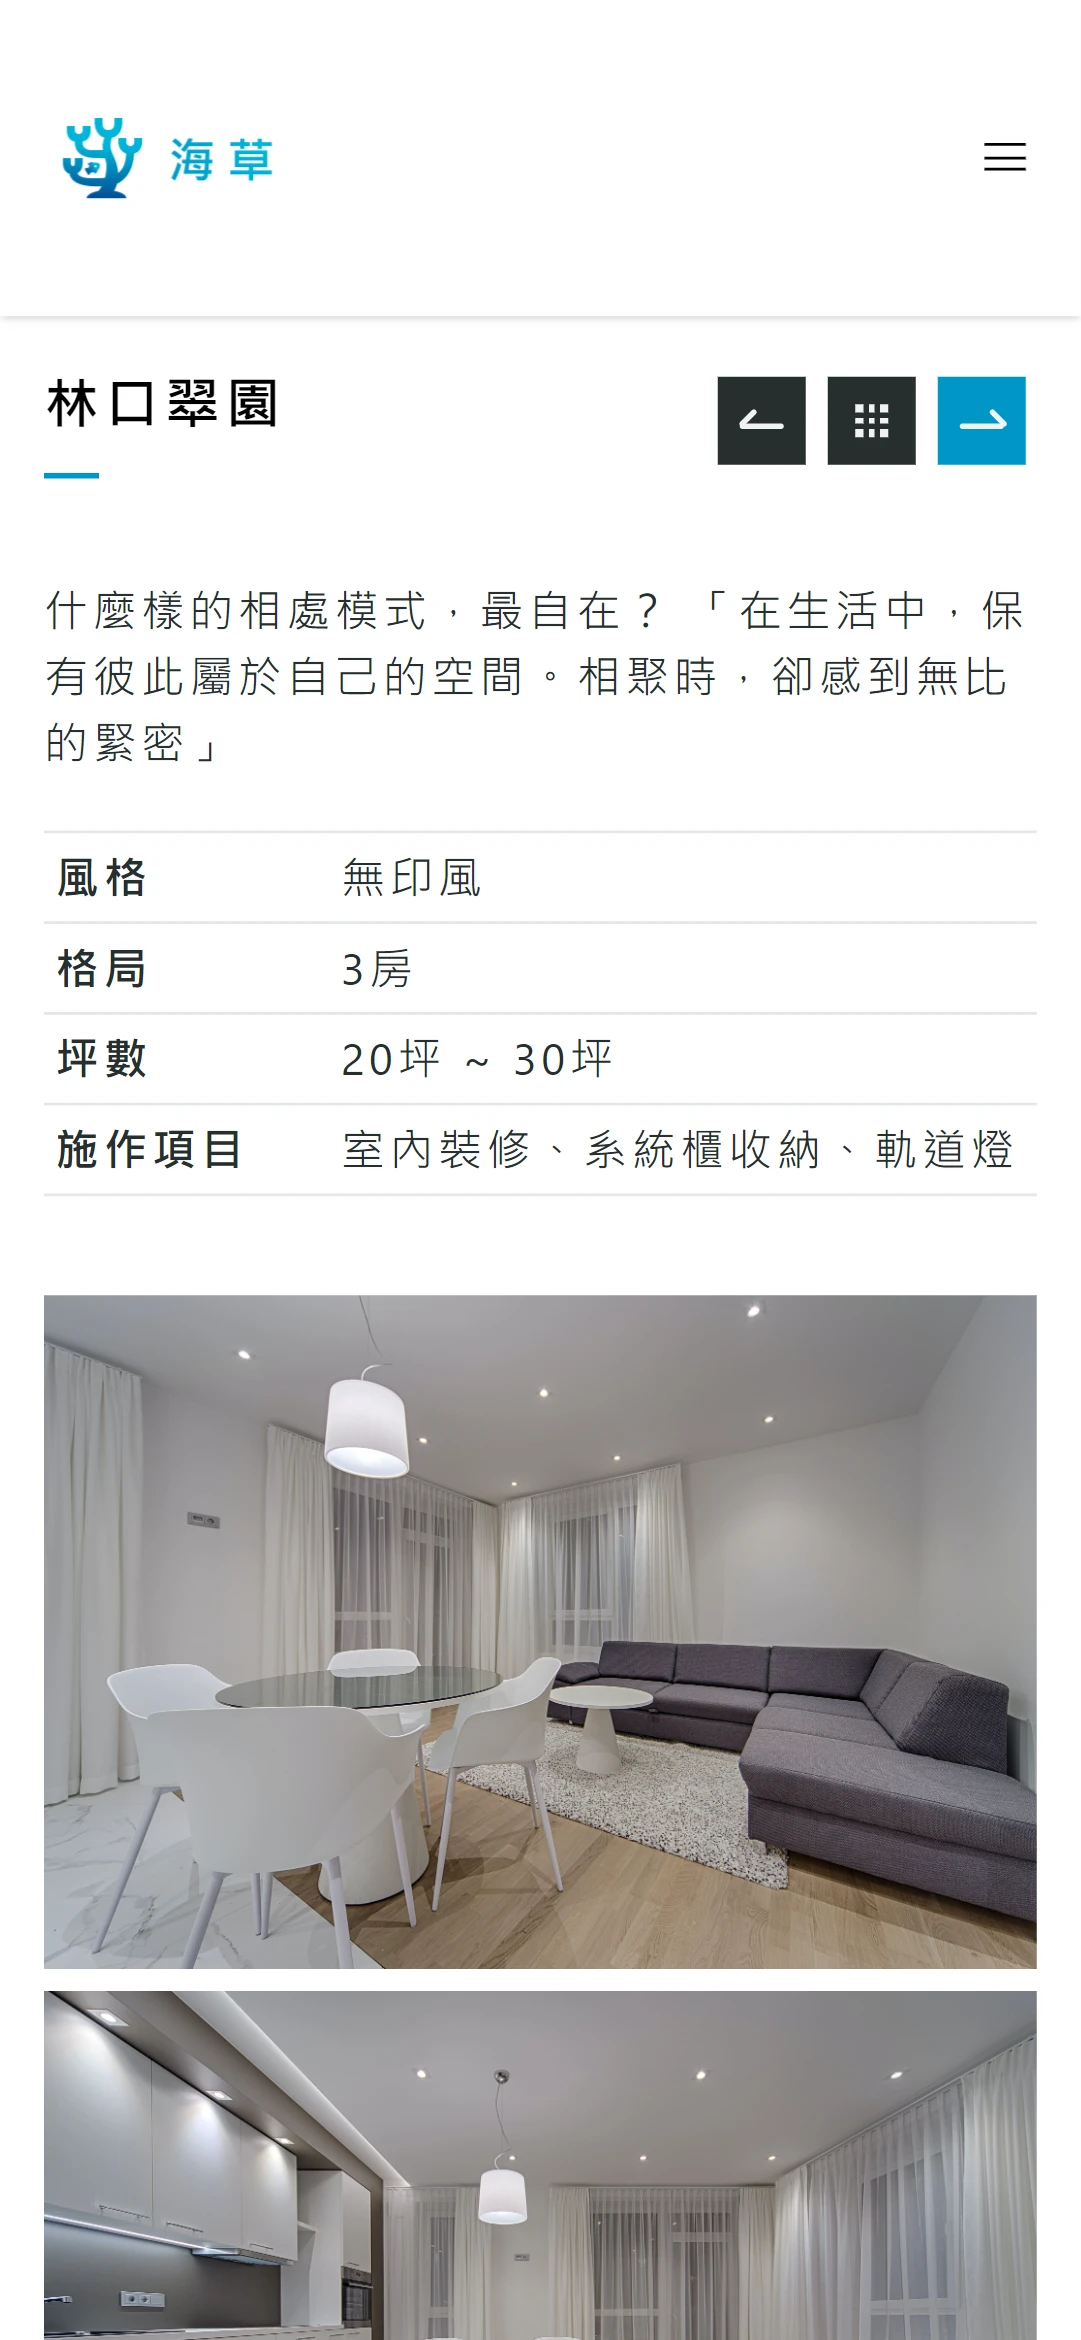 海草
林口翠園
什麼樣的相處模式，最自在？ 「在生活中，保
有彼此屬於自己的空間。相聚時，卻感到無比
的緊密」
風格 無印風
格局 3房
坪數 20坪 ~ 30坪
施作項目 室內裝修、系統櫃收納、軌道燈